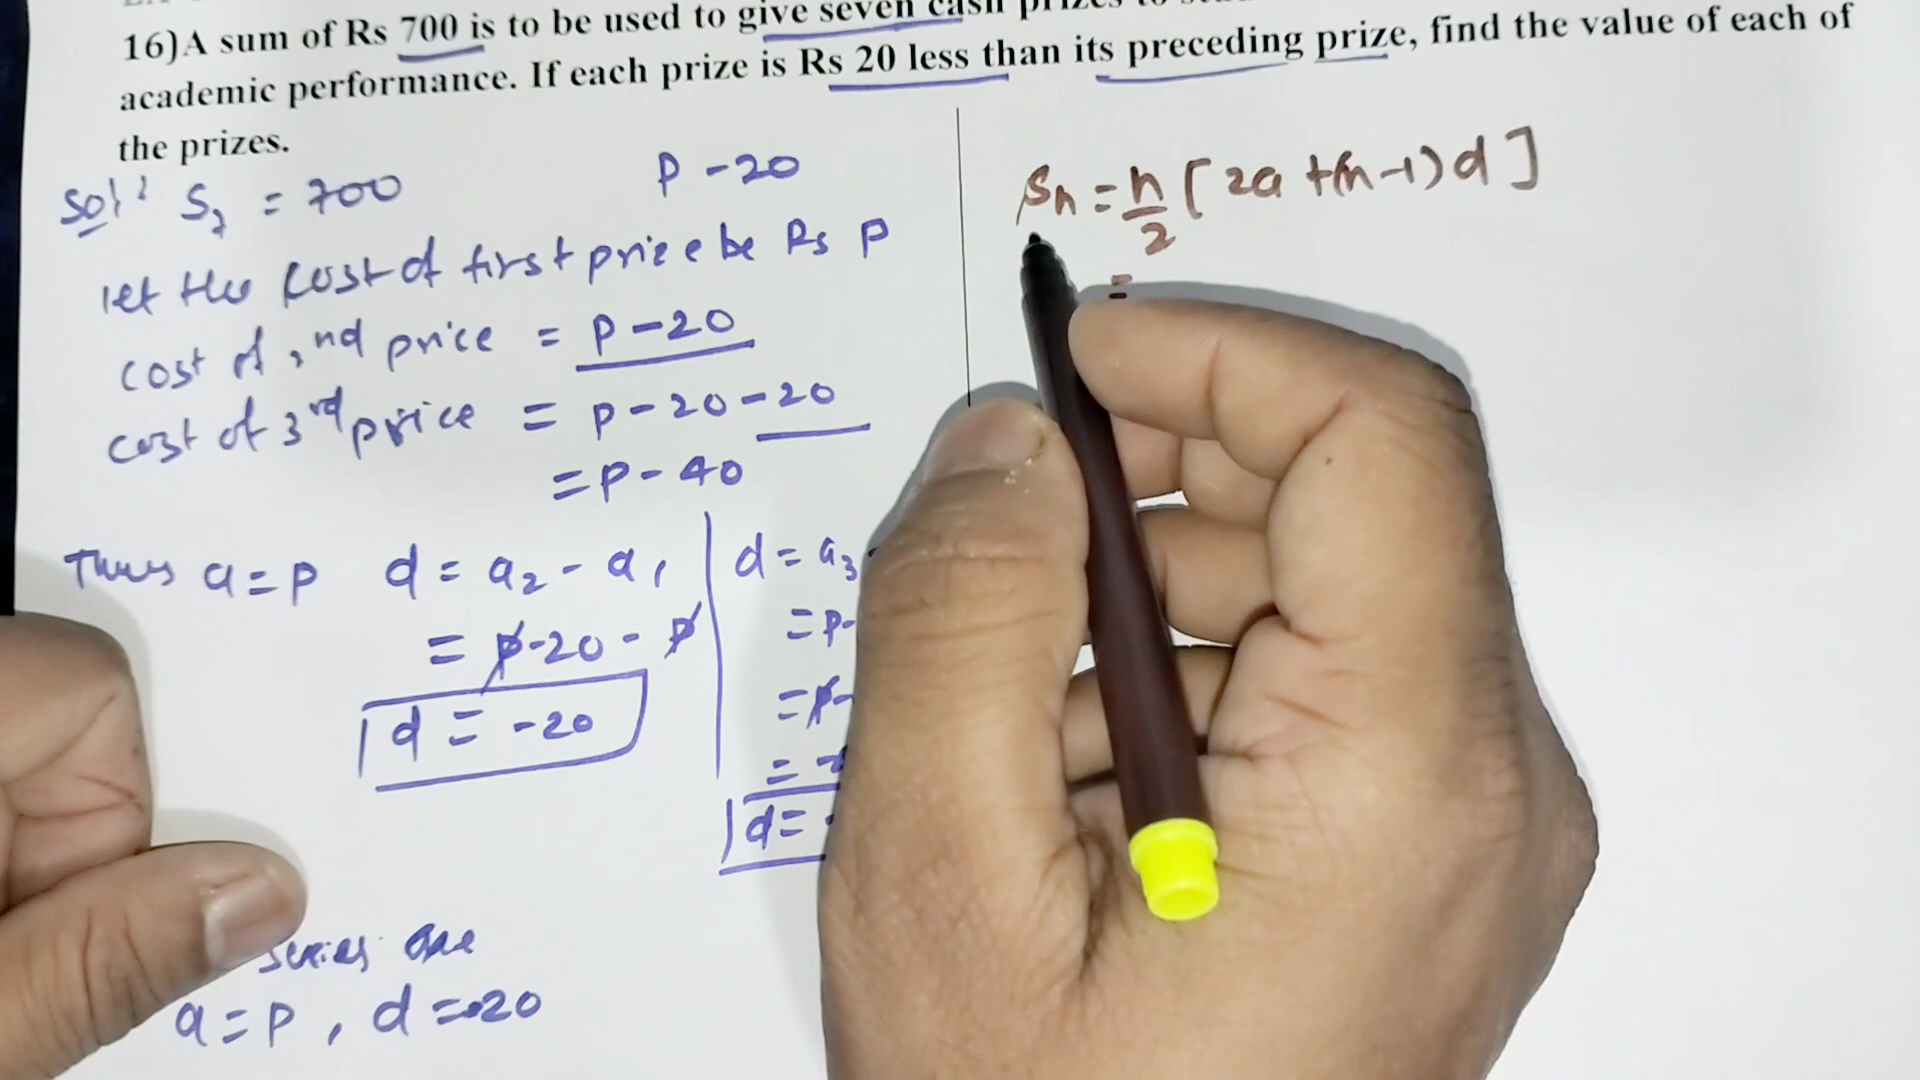 16)A sum of Rs 700 is to be used to give seven cash prizes to
academic performance. If each prize is Rs 20 less than its preceding prize, find the value of each of
the prizes.
Sol: S7 = 700
P - 20
let the cost of first prize be Rs P
cost of 2nd price = P - 20
cost of 3rd price = P - 20 - 20
= P - 40
Thus a = P d = a2 - a1
= P - 20 - P
d = -20
d = a3
= P -
= P -
=
d =
series are
a = P , d = -20
Sn = n/2 [2a + (n-1)d]
=